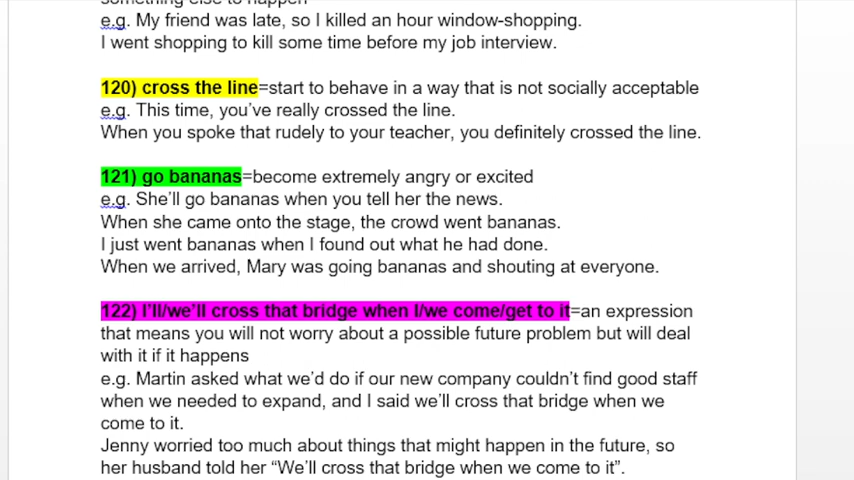 something else to happen
e.g. My friend was late, so I killed an hour window-shopping.
I went shopping to kill some time before my job interview.
120) cross the line=start to behave in a way that is not socially acceptable
e.g. This time, you’ve really crossed the line.
When you spoke that rudely to your teacher, you definitely crossed the line.
121) go bananas=become extremely angry or excited
e.g. She’ll go bananas when you tell her the news.
When she came onto the stage, the crowd went bananas.
I just went bananas when I found out what he had done.
When we arrived, Mary was going bananas and shouting at everyone.
122) I’ll/we’ll cross that bridge when I/we come/get to it=an expression
that means you will not worry about a possible future problem but will deal
with it if it happens
e.g. Martin asked what we’d do if our new company couldn’t find good staff
when we needed to expand, and I said we’ll cross that bridge when we
come to it.
Jenny worried too much about things that might happen in the future, so
her husband told her “We’ll cross that bridge when we come to it”.